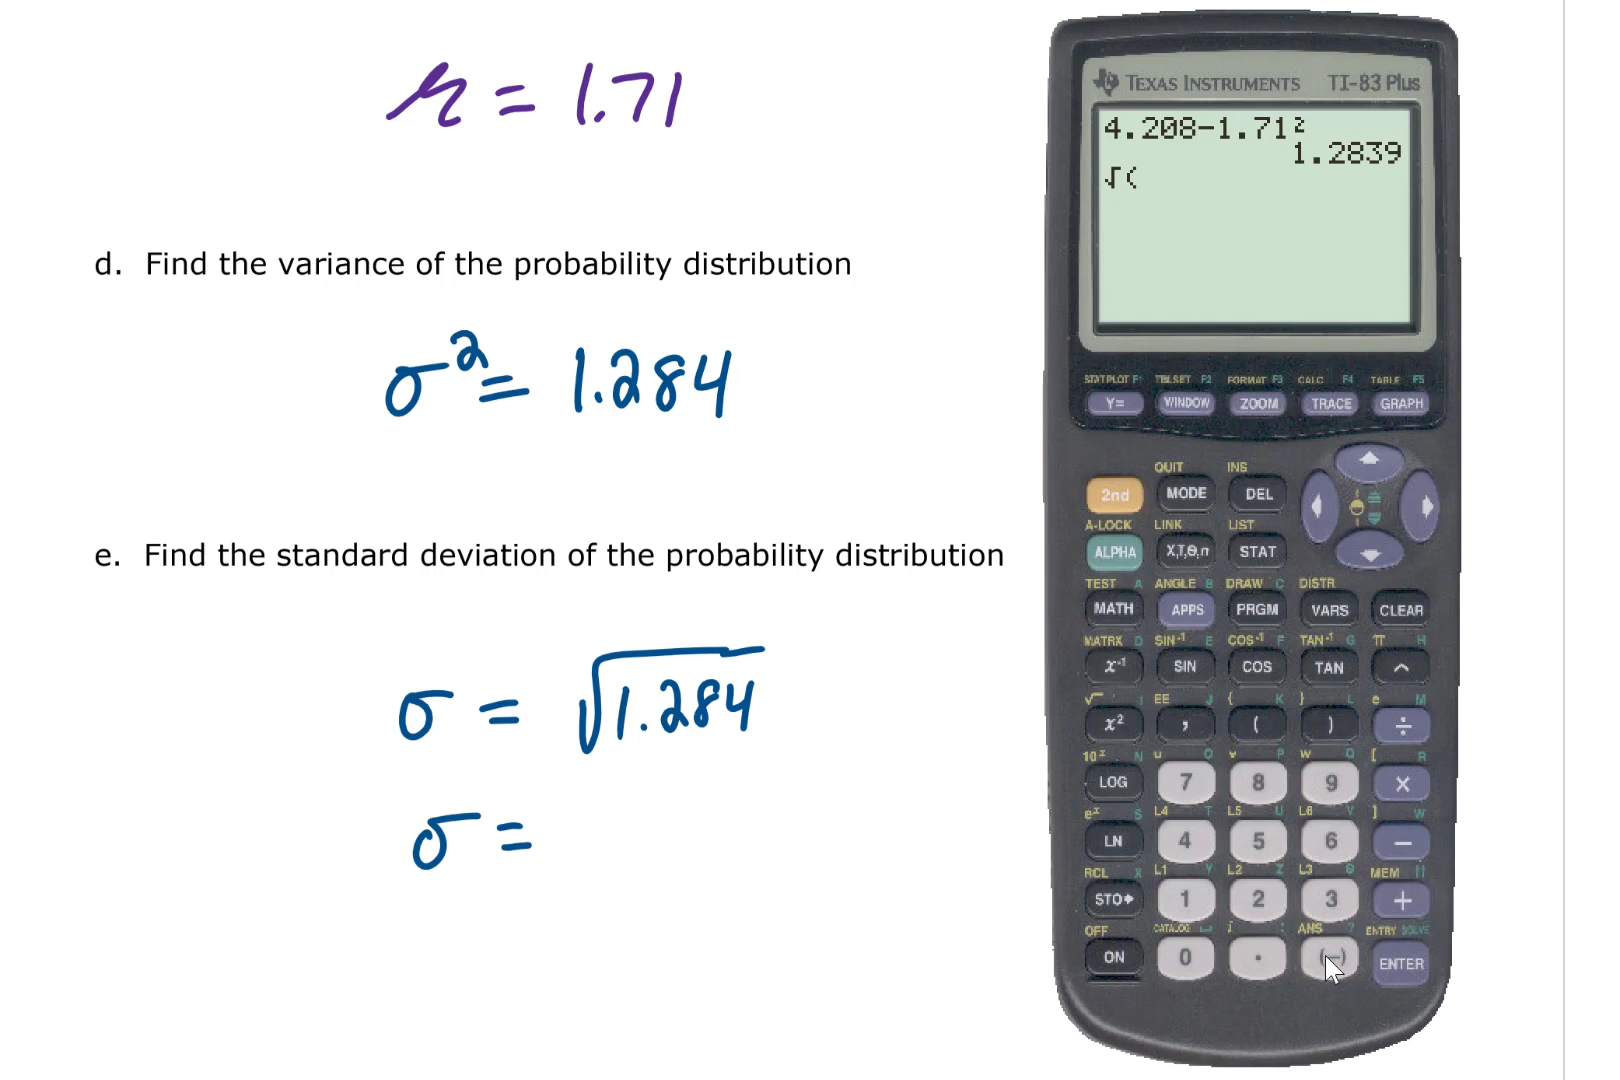 μ = 1.71
d. Find the variance of the probability distribution
σ² = 1.284
e. Find the standard deviation of the probability distribution
σ = √1.284
σ =
TEXAS INSTRUMENTS TI-83 Plus
4.208-1.71²
1.2839
√(
STAT PLOT F1 TBLSET F2 FORMAT F3 CALC F4 TABLE F5
Y= WINDOW ZOOM TRACE GRAPH
QUIT INS
2nd MODE DEL
A-LOCK LINK LIST
ALPHA X,T,Θ,n STAT
TEST A ANGLE B DRAW C DISTR
MATH APPS PRGM VARS CLEAR
MATRX D SIN⁻¹ E COS⁻¹ F TAN⁻¹ G π H
x⁻¹ SIN COS TAN ^
√ I EE J { K } L e M
x² , ( ) ÷
10ˣ N u O v P w Q [ R
LOG 7 8 9 ×
eˣ S L4 T L5 U L6 V ] W
LN 4 5 6 −
RCL X L1 Y L2 Z L3 θ MEM "
STO➧ 1 2 3 +
OFF CATALOG i : ANS ? ENTRY SOLVE
ON 0 . (−) ENTER